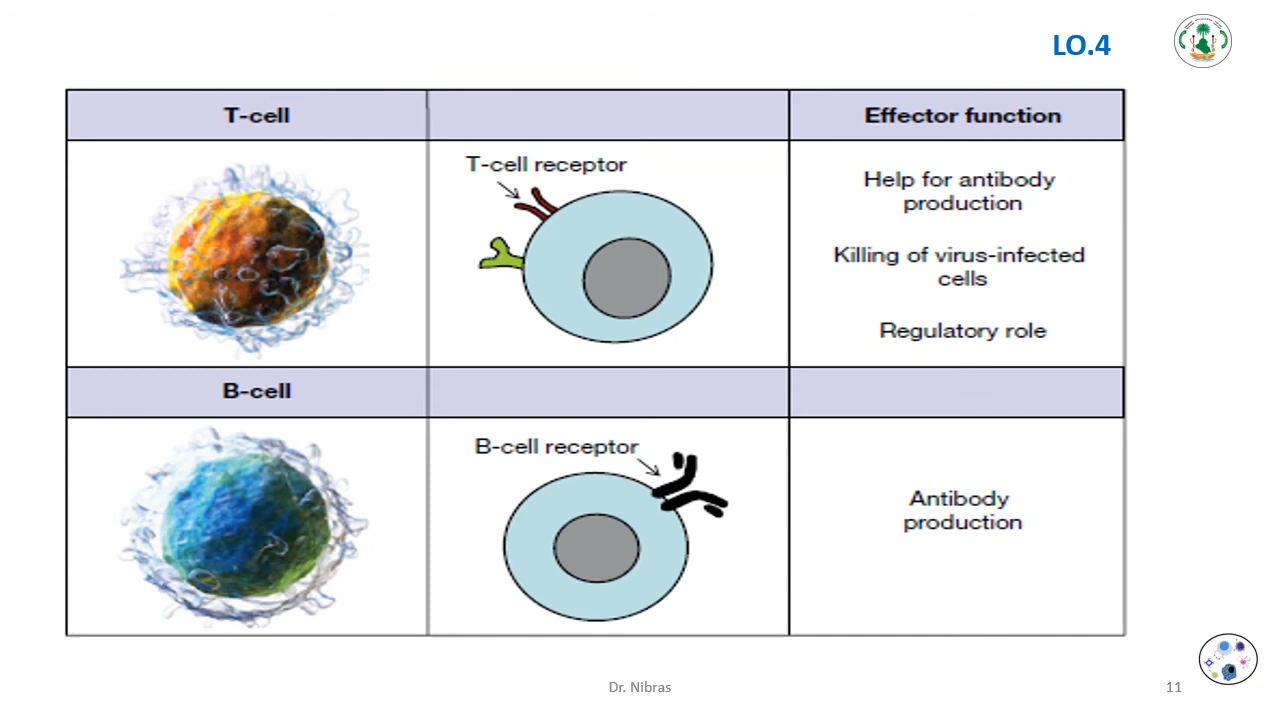 LO.4
T-cell
Effector function
T-cell receptor
Help for antibody
production
Killing of virus-infected
cells
Regulatory role
B-cell
B-cell receptor
Antibody
production
Dr. Nibras
11